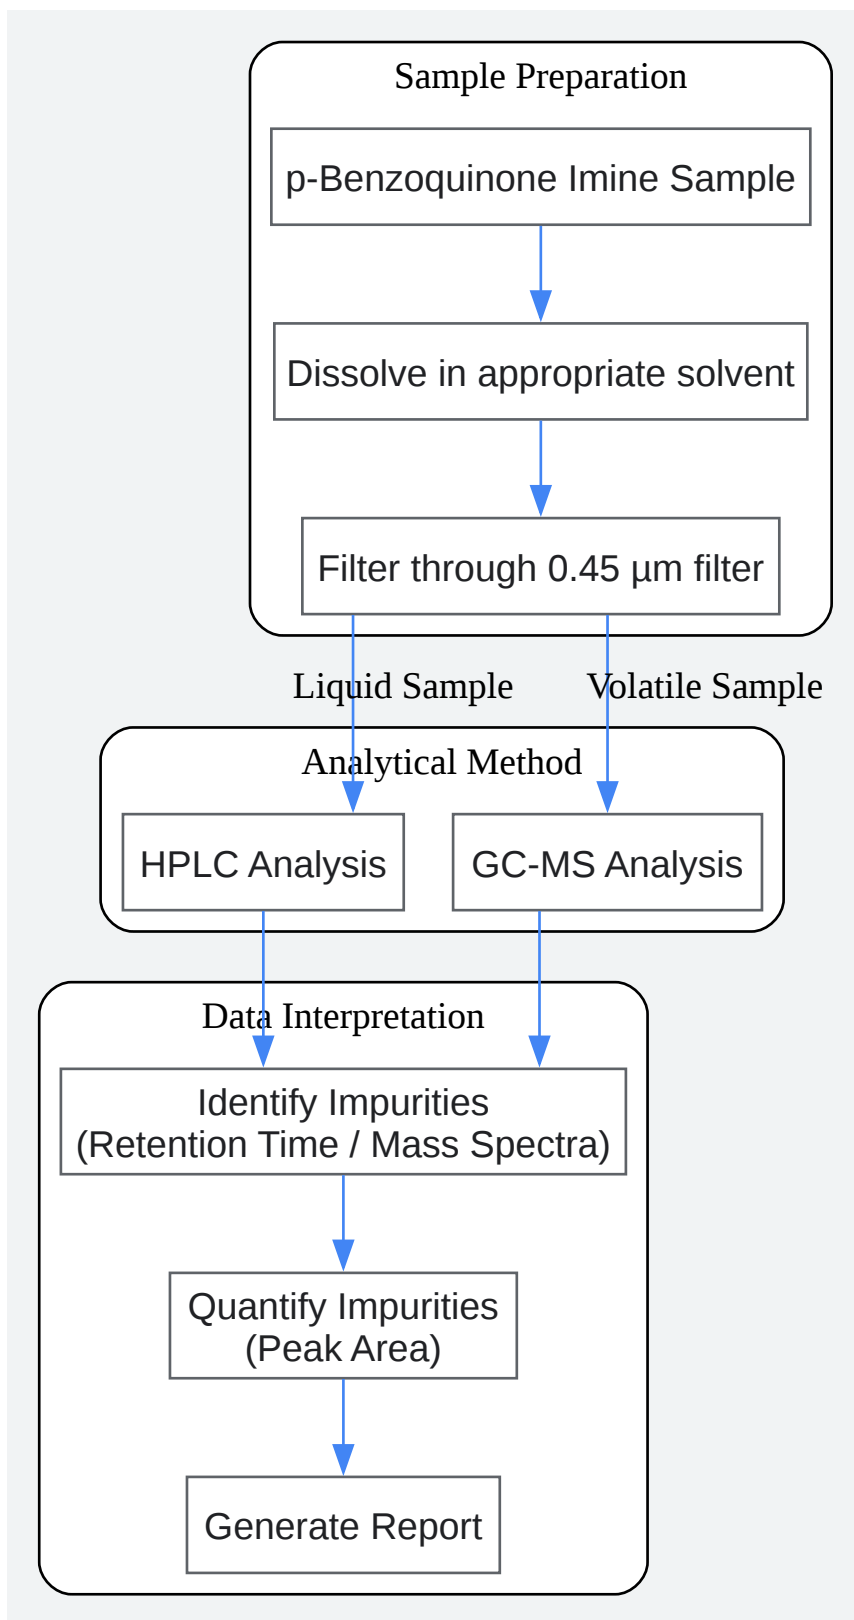 Sample Preparation
p-Benzoquinone Imine Sample
Dissolve in appropriate solvent
Filter through 0.45 µm filter
Liquid Sample
Volatile Sample
Analytical Method
HPLC Analysis
GC-MS Analysis
Data Interpretation
Identify Impurities
(Retention Time / Mass Spectra)
Quantify Impurities
(Peak Area)
Generate Report